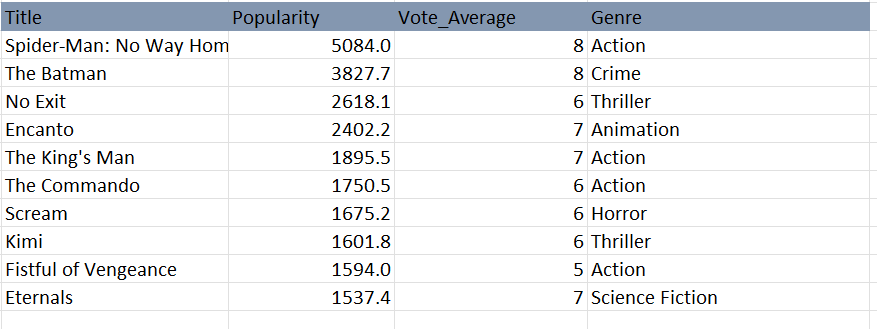 Title Popularity Vote_Average Genre
Spider-Man: No Way Hom 5084.0 8 Action
The Batman 3827.7 8 Crime
No Exit 2618.1 6 Thriller
Encanto 2402.2 7 Animation
The King's Man 1895.5 7 Action
The Commando 1750.5 6 Action
Scream 1675.2 6 Horror
Kimi 1601.8 6 Thriller
Fistful of Vengeance 1594.0 5 Action
Eternals 1537.4 7 Science Fiction